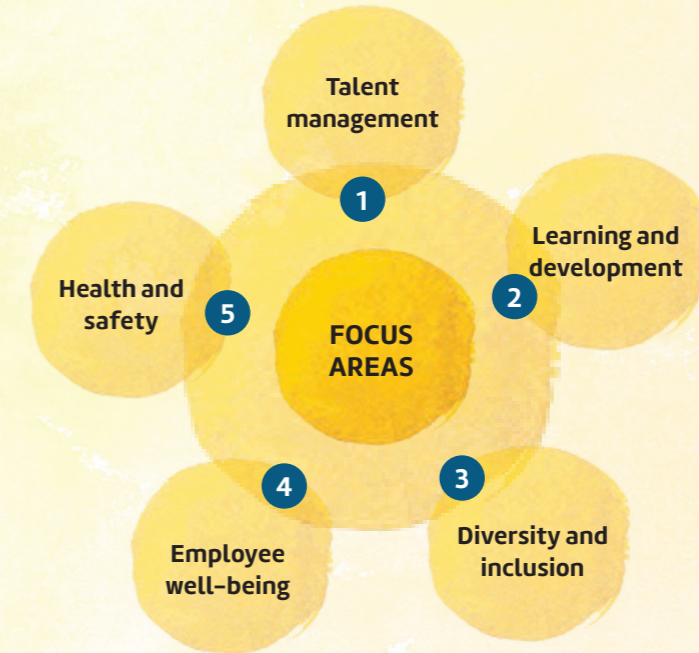 Talent
management
1
Learning and
development
2
Health and
safety
5
FOCUS
AREAS
4
3
Employee
well-being
Diversity and
inclusion